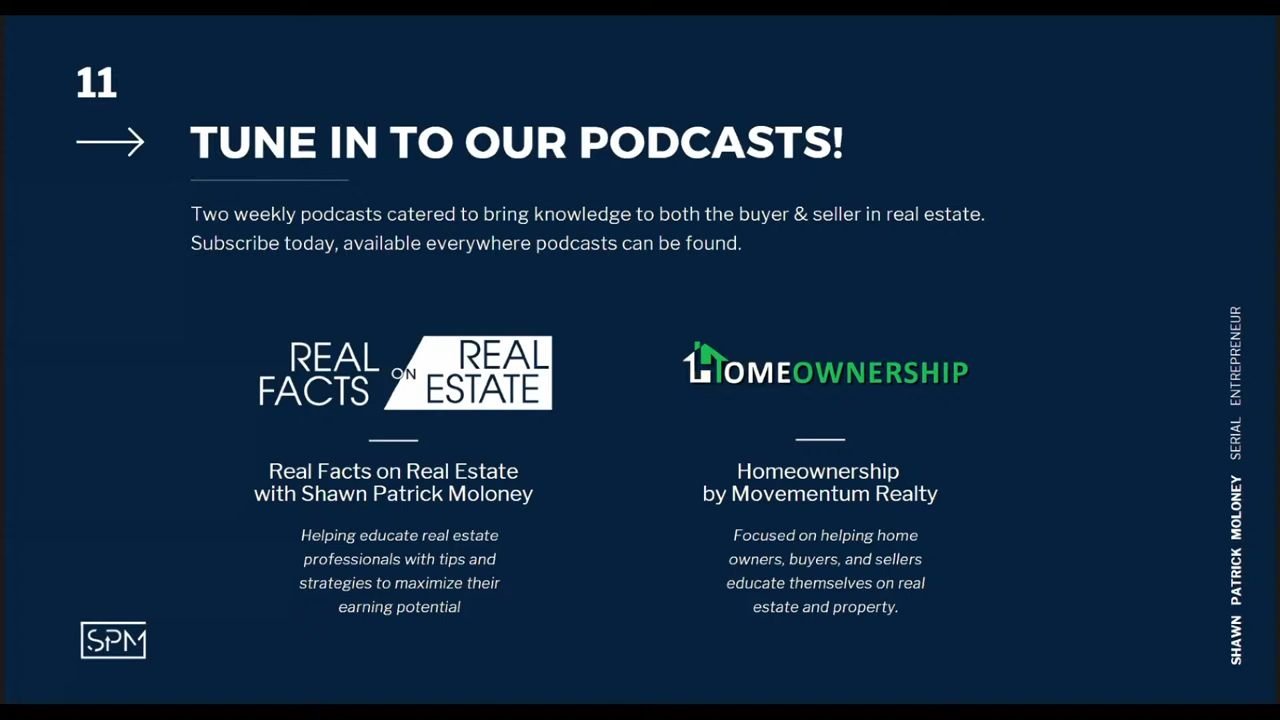 11
TUNE IN TO OUR PODCASTS!
Two weekly podcasts catered to bring knowledge to both the buyer & seller in real estate.
Subscribe today, available everywhere podcasts can be found.
REAL
FACTS
ON
REAL
ESTATE
HOMEOWNERSHIP
Real Facts on Real Estate
with Shawn Patrick Moloney
Helping educate real estate
professionals with tips and
strategies to maximize their
earning potential
Homeownership
by Movementum Realty
Focused on helping home
owners, buyers, and sellers
educate themselves on real
estate and property.
SPM
SHAWN PATRICK MOLONEY SERIAL ENTREPRENEUR